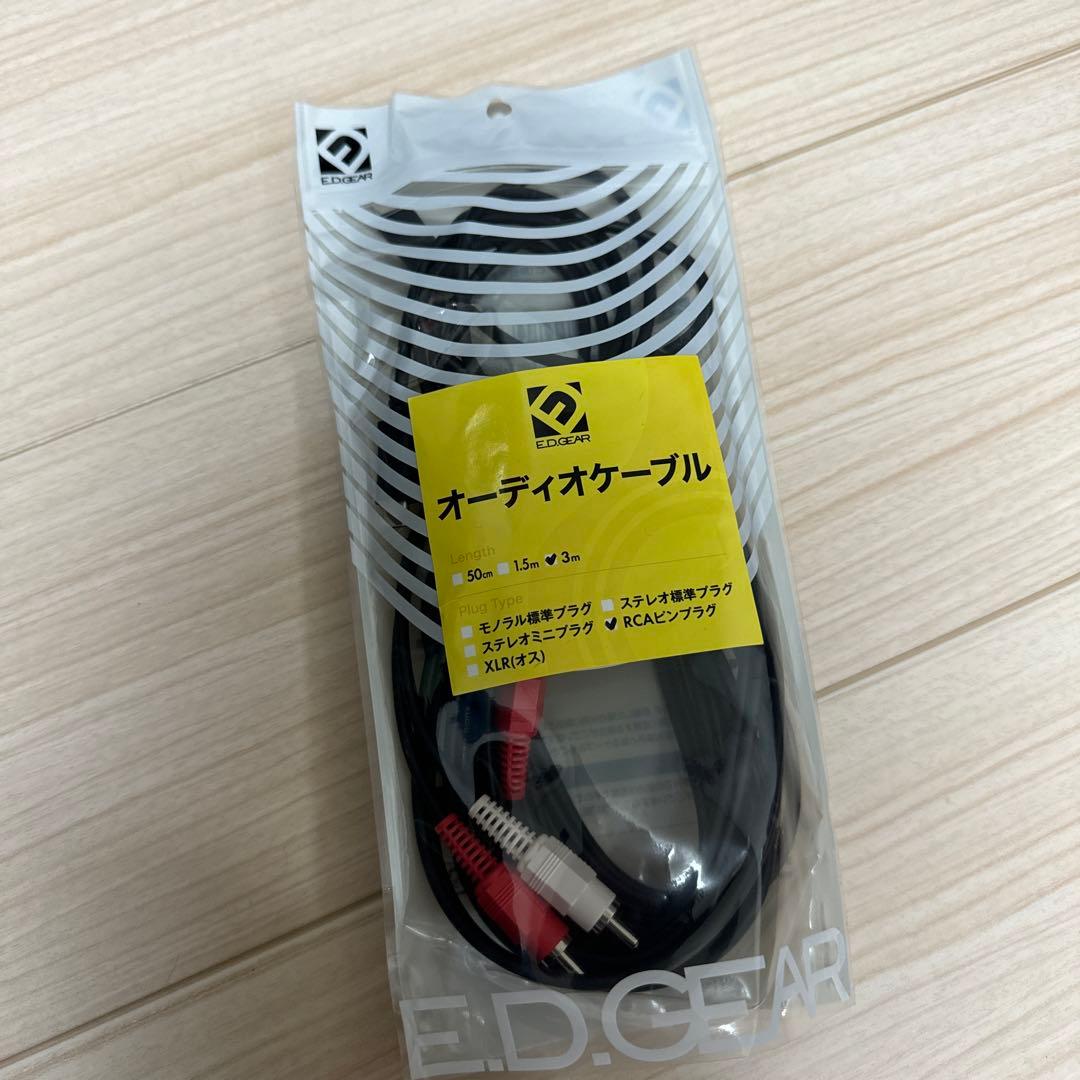 E.D.GEAR
E.D.GEAR
オーディオケーブル
Length
50cm 1.5m 3m
Plug Type
モノラル標準プラグ ステレオ標準プラグ
ステレオミニプラグ RCAピンプラグ
XLR(オス)
E.D.GEAR